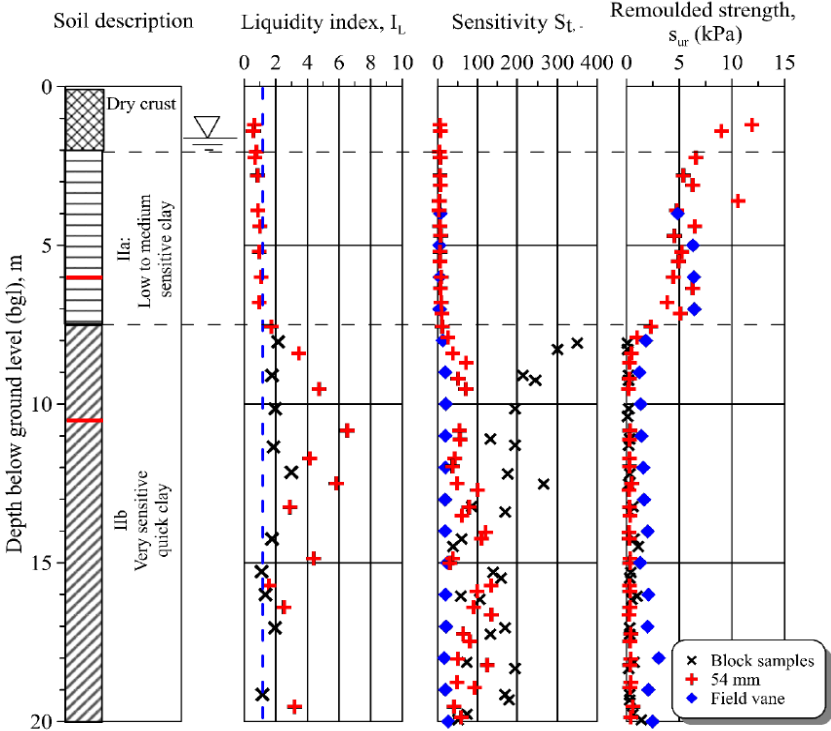 Soil description
Liquidity index, I_L
Sensitivity St,-
Remoulded strength,
s_ur (kPa)
0 2 4 6 8 10
0 100 200 300 400
0 5 10 15
Depth below ground level (bgl), m
0
5
10
15
20
Dry crust
IIa:
Low to medium
sensitive clay
IIb
Very sensitive
quick clay
Block samples
54 mm
Field vane